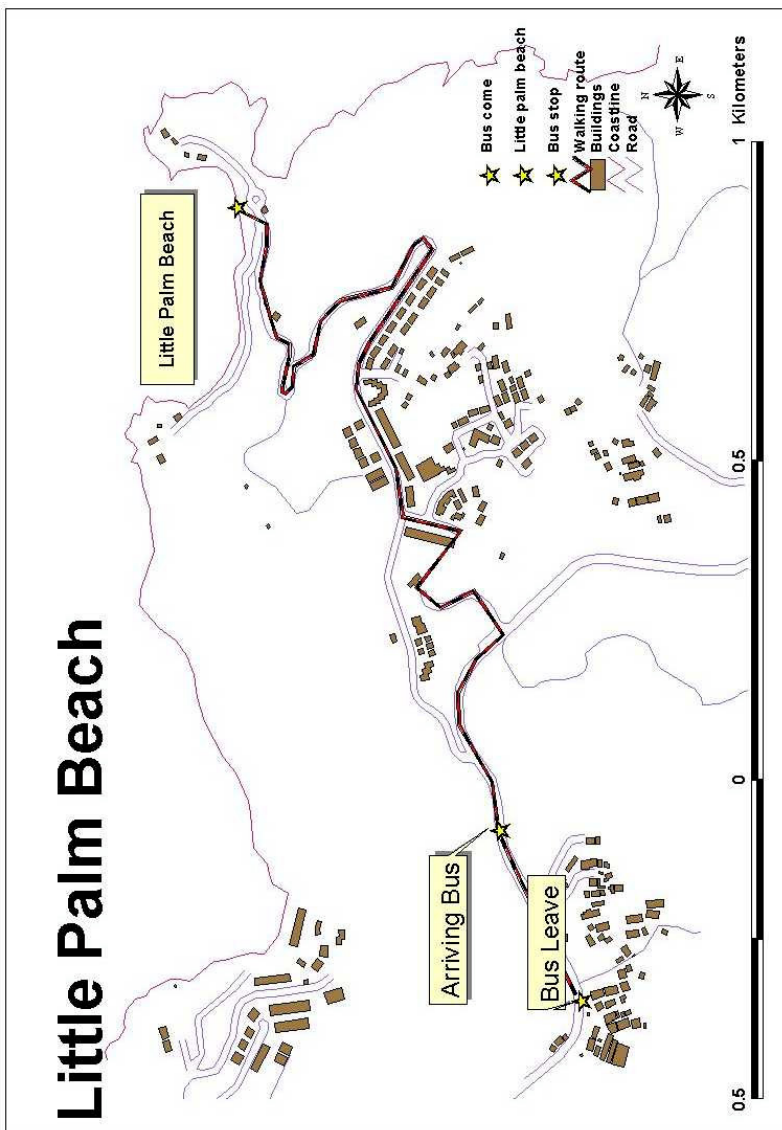 Little Palm Beach
Little Palm Beach
Arriving Bus
Bus Leave
Bus come
Little palm beach
Bus stop
Walking route
Buildings
Coastline
Road
N
E
S
W
0.5
0
0.5
1 Kilometers